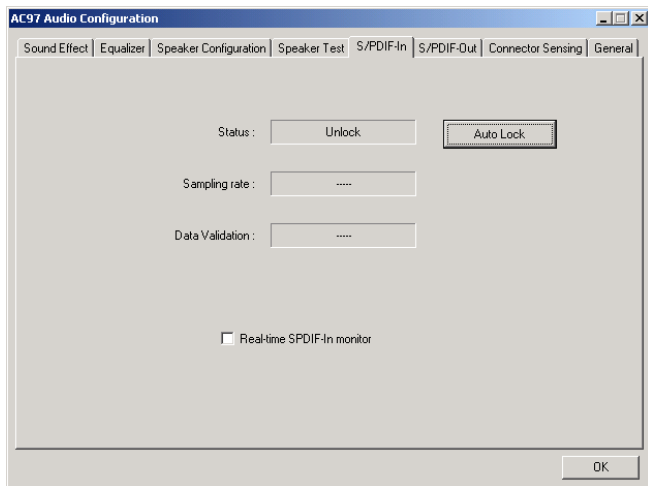 AC97 Audio Configuration
Sound Effect Equalizer Speaker Configuration Speaker Test S/PDIF-In S/PDIF-Out Connector Sensing General
Status : Unlock Auto Lock
Sampling rate : -----
Data Validation : -----
Real-time SPDIF-In monitor
OK